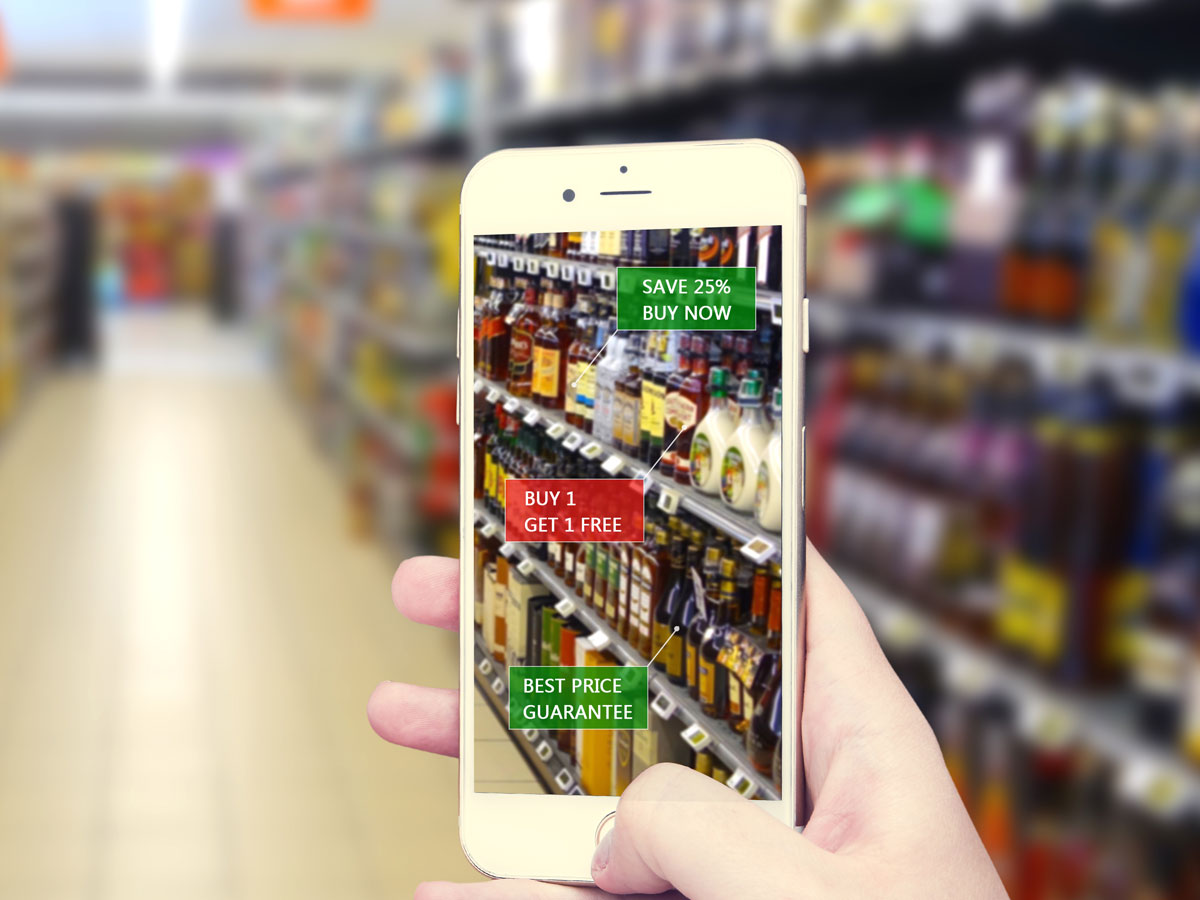 SAVE 25%
BUY NOW
BUY 1
GET 1 FREE
BEST PRICE
GUARANTEE